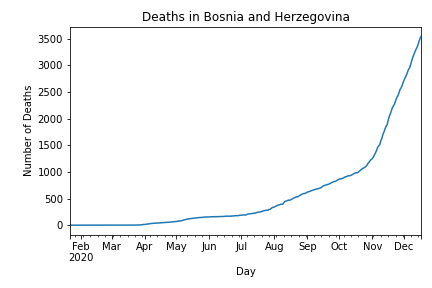 Deaths in Bosnia and Herzegovina
Number of Deaths
3500
3000
2500
2000
1500
1000
500
0
Feb Mar Apr May Jun Jul Aug Sep Oct Nov Dec
2020
Day